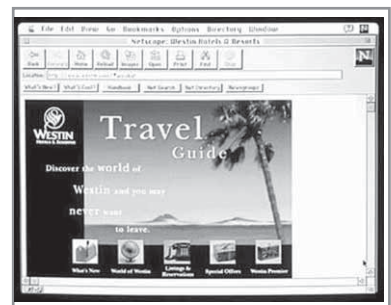 File Edit View Go Bookmarks Options Directory Window
Netscape: Westin Hotels & Resorts
Back Home Reload Images Open Print Find
Location:
What's New? What's Cool? Handbook Net Search Net Directory Newsgroups
WESTIN
HOTELS & RESORTS
Travel
Guide
Discover the world of
Westin and you may
never want
to leave.
What's New World of Westin Listings & Reservations Special Offers Westin Premier
N